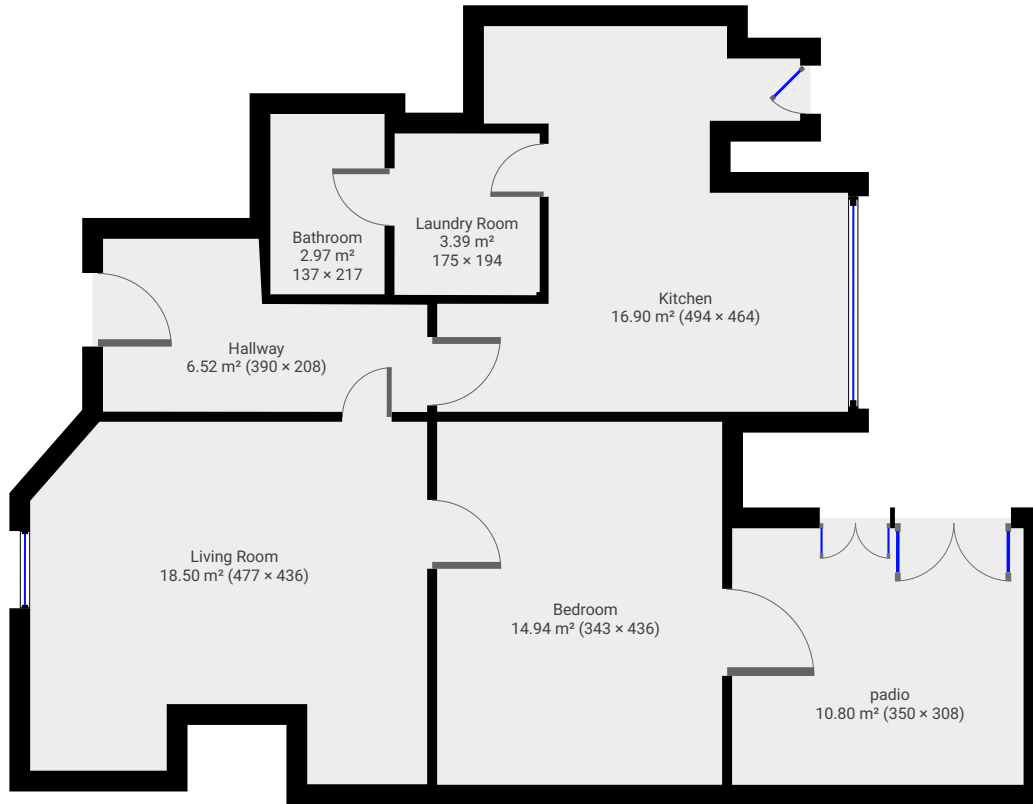 Bathroom
2.97 m²
137 × 217
Laundry Room
3.39 m²
175 × 194
Kitchen
16.90 m² (494 × 464)
Hallway
6.52 m² (390 × 208)
Living Room
18.50 m² (477 × 436)
Bedroom
14.94 m² (343 × 436)
padio
10.80 m² (350 × 308)